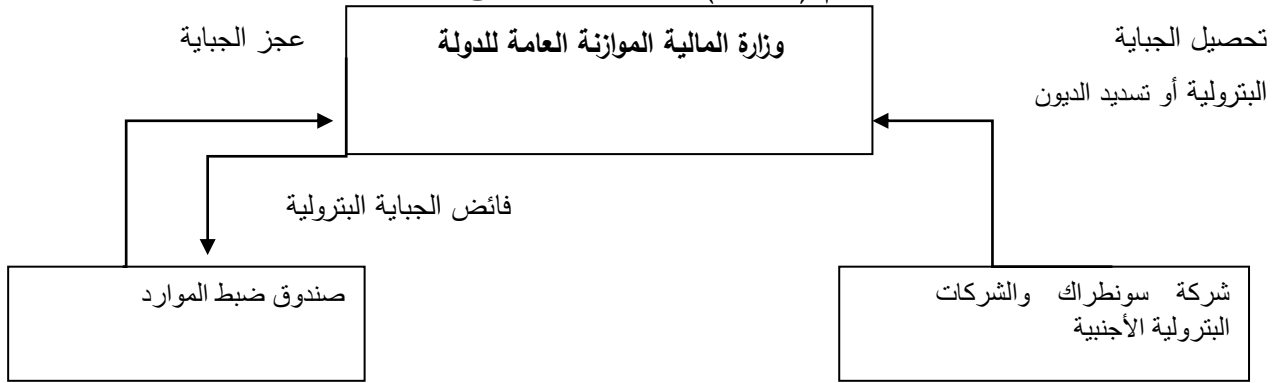 تحصيل الجباية
البترولية أو تسديد الديون
وزارة المالية الموازنة العامة للدولة
عجز الجباية
فائض الجباية البترولية
شركة سونطراك والشركات
البترولية الأجنبية
صندوق ضبط الموارد